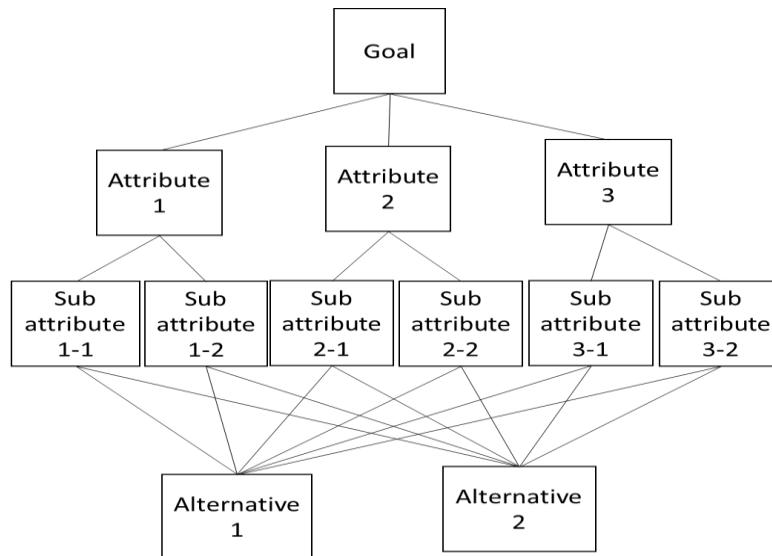 Goal
Attribute
1
Attribute
2
Attribute
3
Sub
attribute
1-1
Sub
attribute
1-2
Sub
attribute
2-1
Sub
attribute
2-2
Sub
attribute
3-1
Sub
attribute
3-2
Alternative
1
Alternative
2